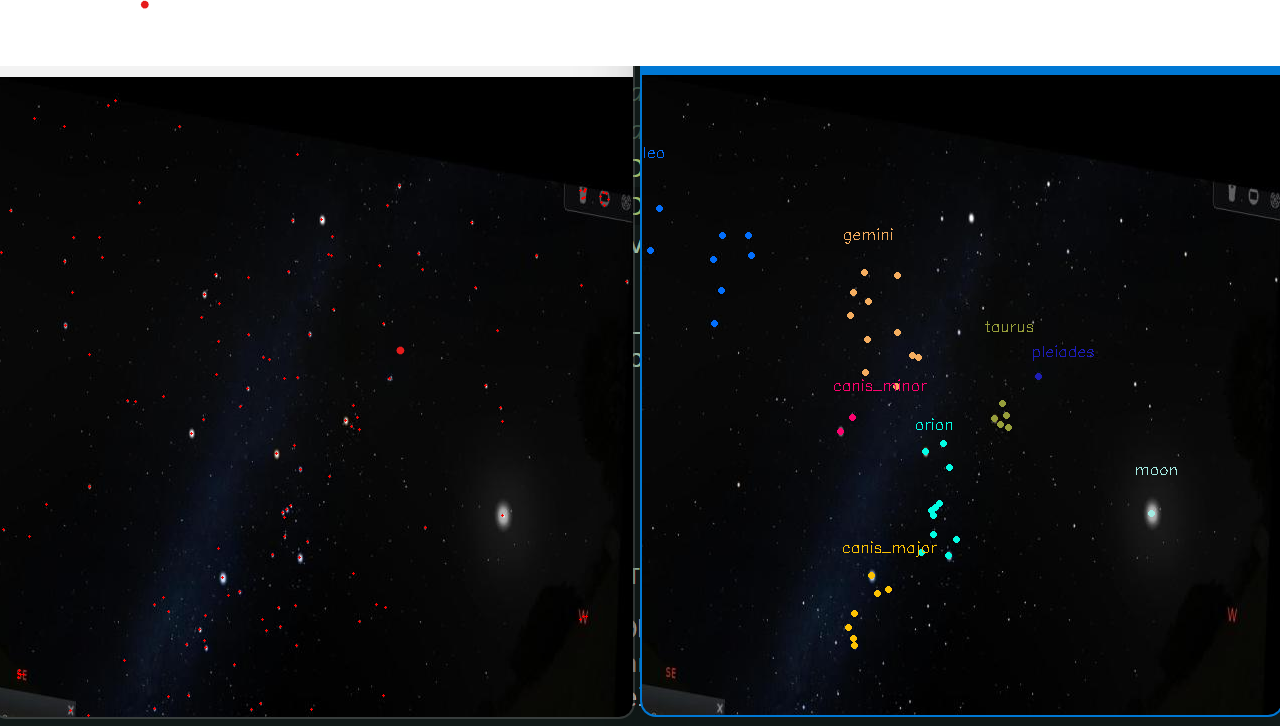 leo
gemini
taurus
pleiades
canis_minor
orion
moon
canis_major
W
W
SE
SE
X
X